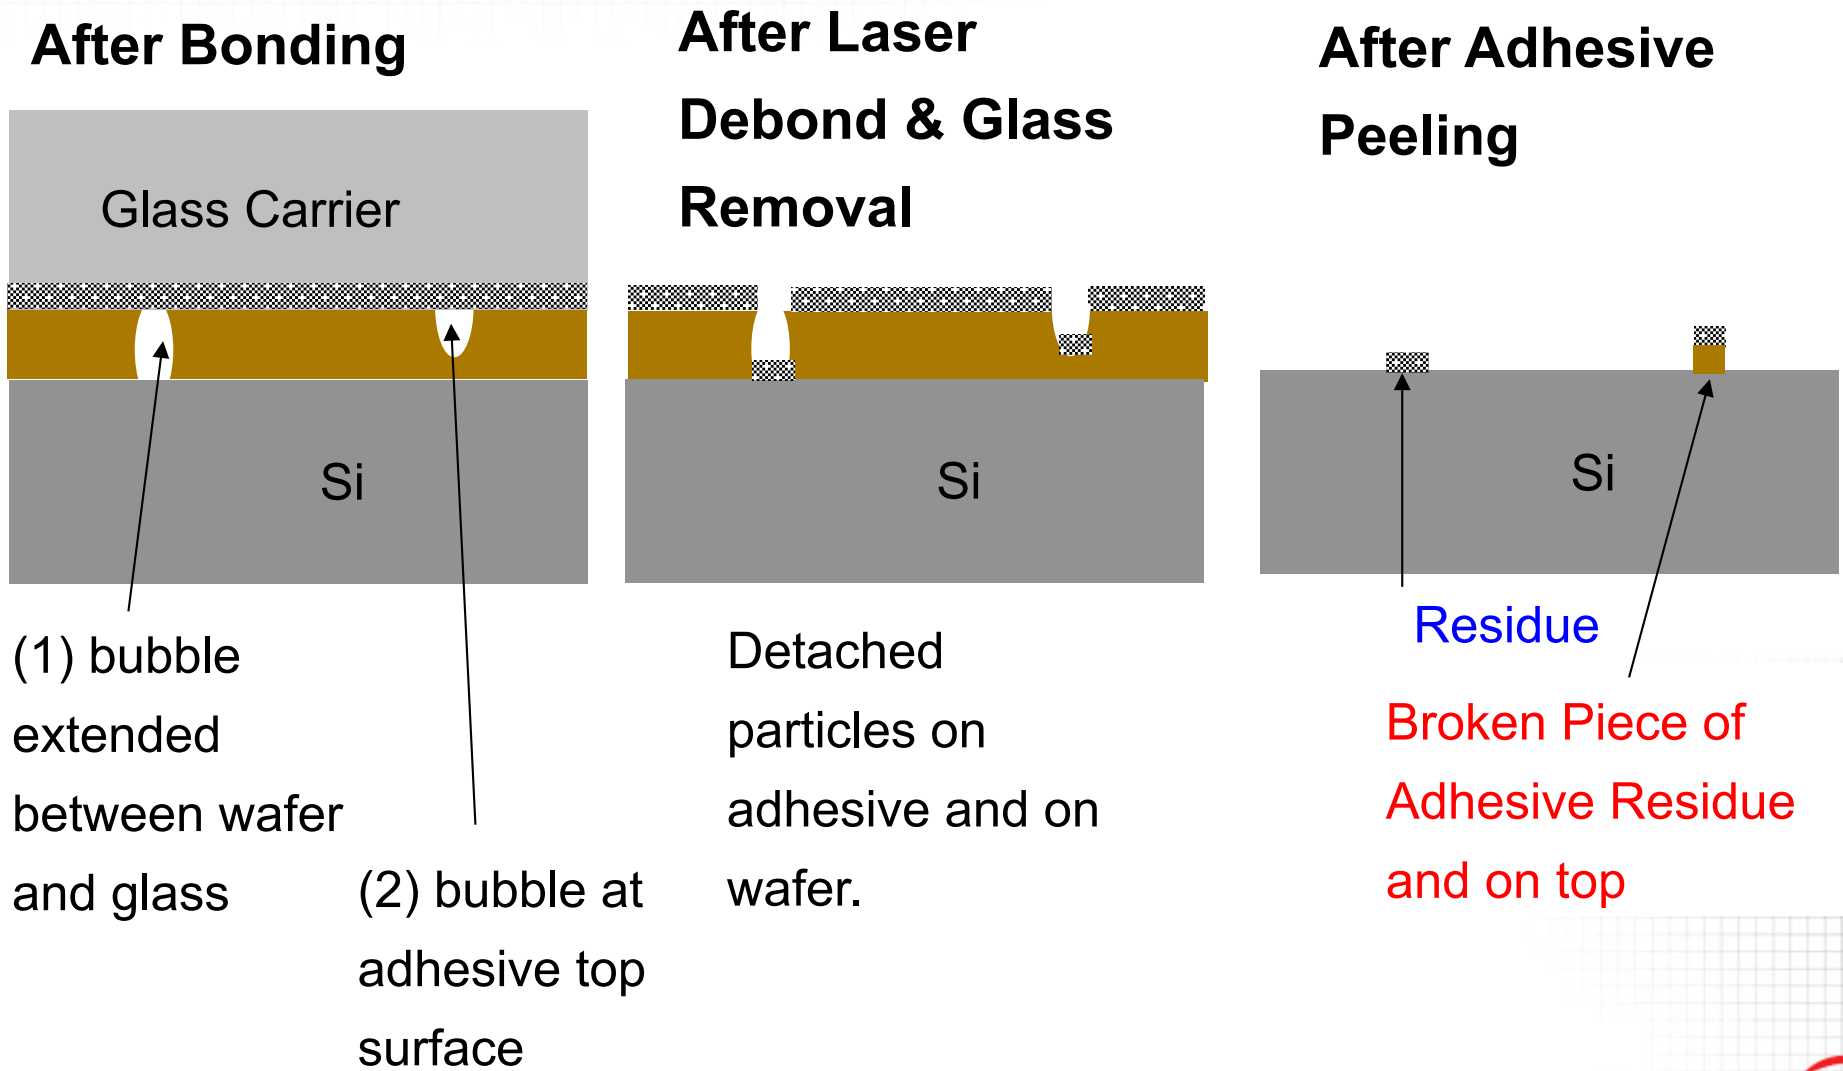 After Bonding
After Laser
Debond & Glass
Removal
After Adhesive
Peeling
Glass Carrier
Si
Si
Si
(1) bubble
extended
between wafer
and glass
(2) bubble at
adhesive top
surface
Detached
particles on
adhesive and on
wafer.
Residue
Broken Piece of
Adhesive Residue
and on top